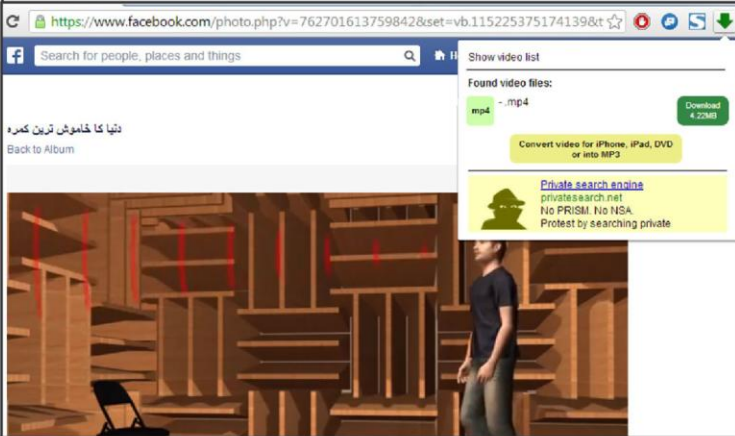 https://www.facebook.com/photo.php?v=762701613759842&set=vb.115225375174139&t
f
Search for people, places and things
Show video list
Found video files:
mp4
- .mp4
Download
4.22MB
Convert video for iPhone, iPad, DVD
or into MP3
Private search engine
privatesearch.net
No PRISM. No NSA.
Protest by searching private
دنیا کا خاموش ترین کمرہ
Back to Album